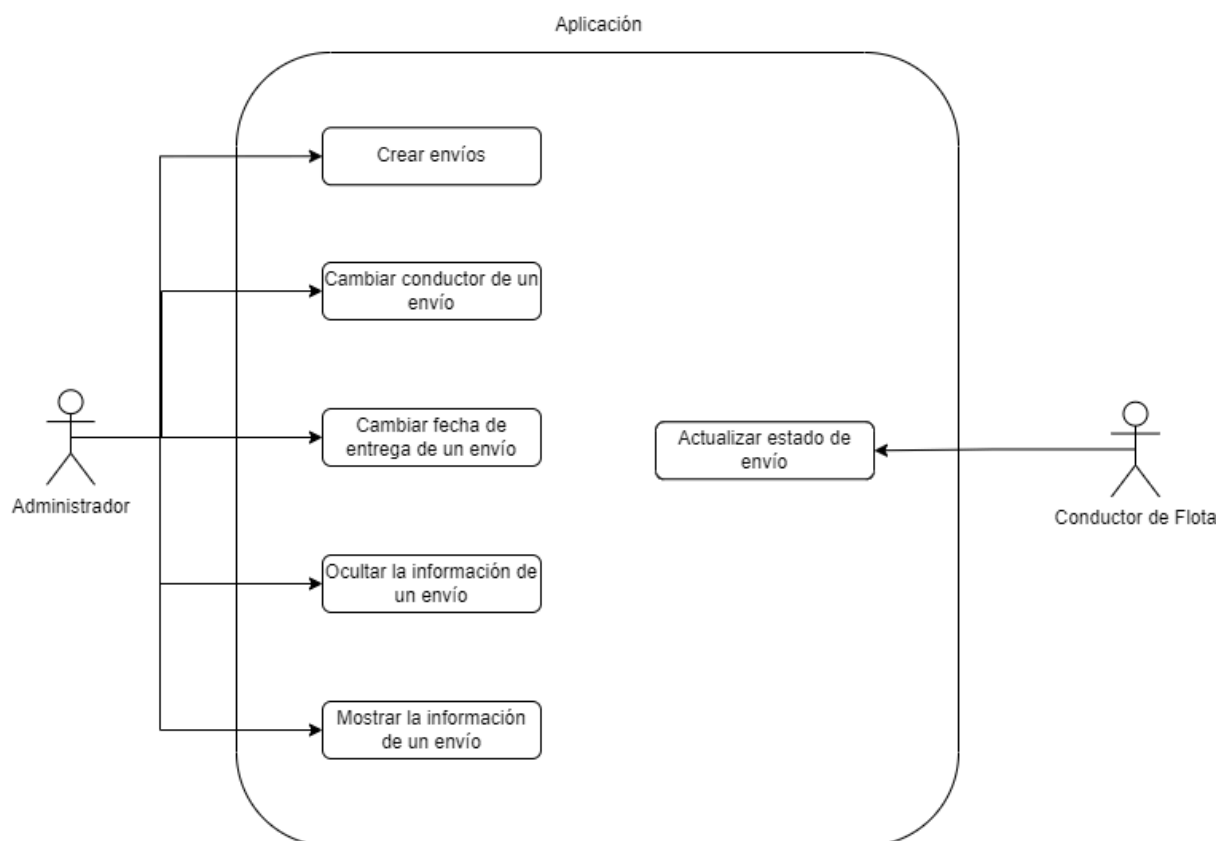 Aplicación
Crear envíos
Cambiar conductor de un
envío
Cambiar fecha de
entrega de un envío
Actualizar estado de
envío
Administrador
Conductor de Flota
Ocultar la información de
un envío
Mostrar la información
de un envío